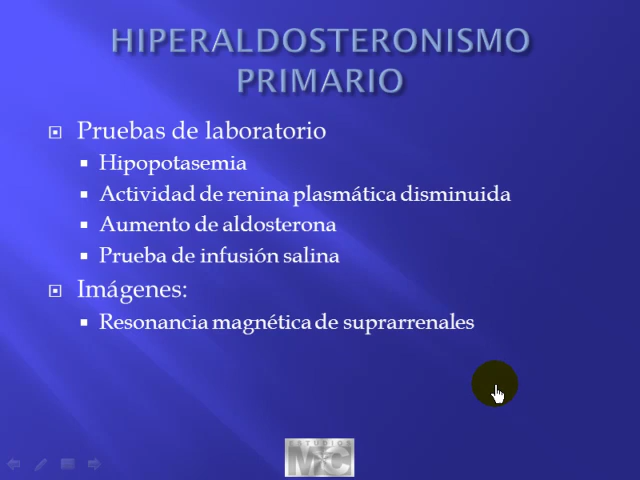 HIPERALDOSTERONISMO
PRIMARIO
Pruebas de laboratorio
Hipopotasemia
Actividad de renina plasmática disminuida
Aumento de aldosterona
Prueba de infusión salina
Imágenes:
Resonancia magnética de suprarrenales
ESTUDIOS
M C